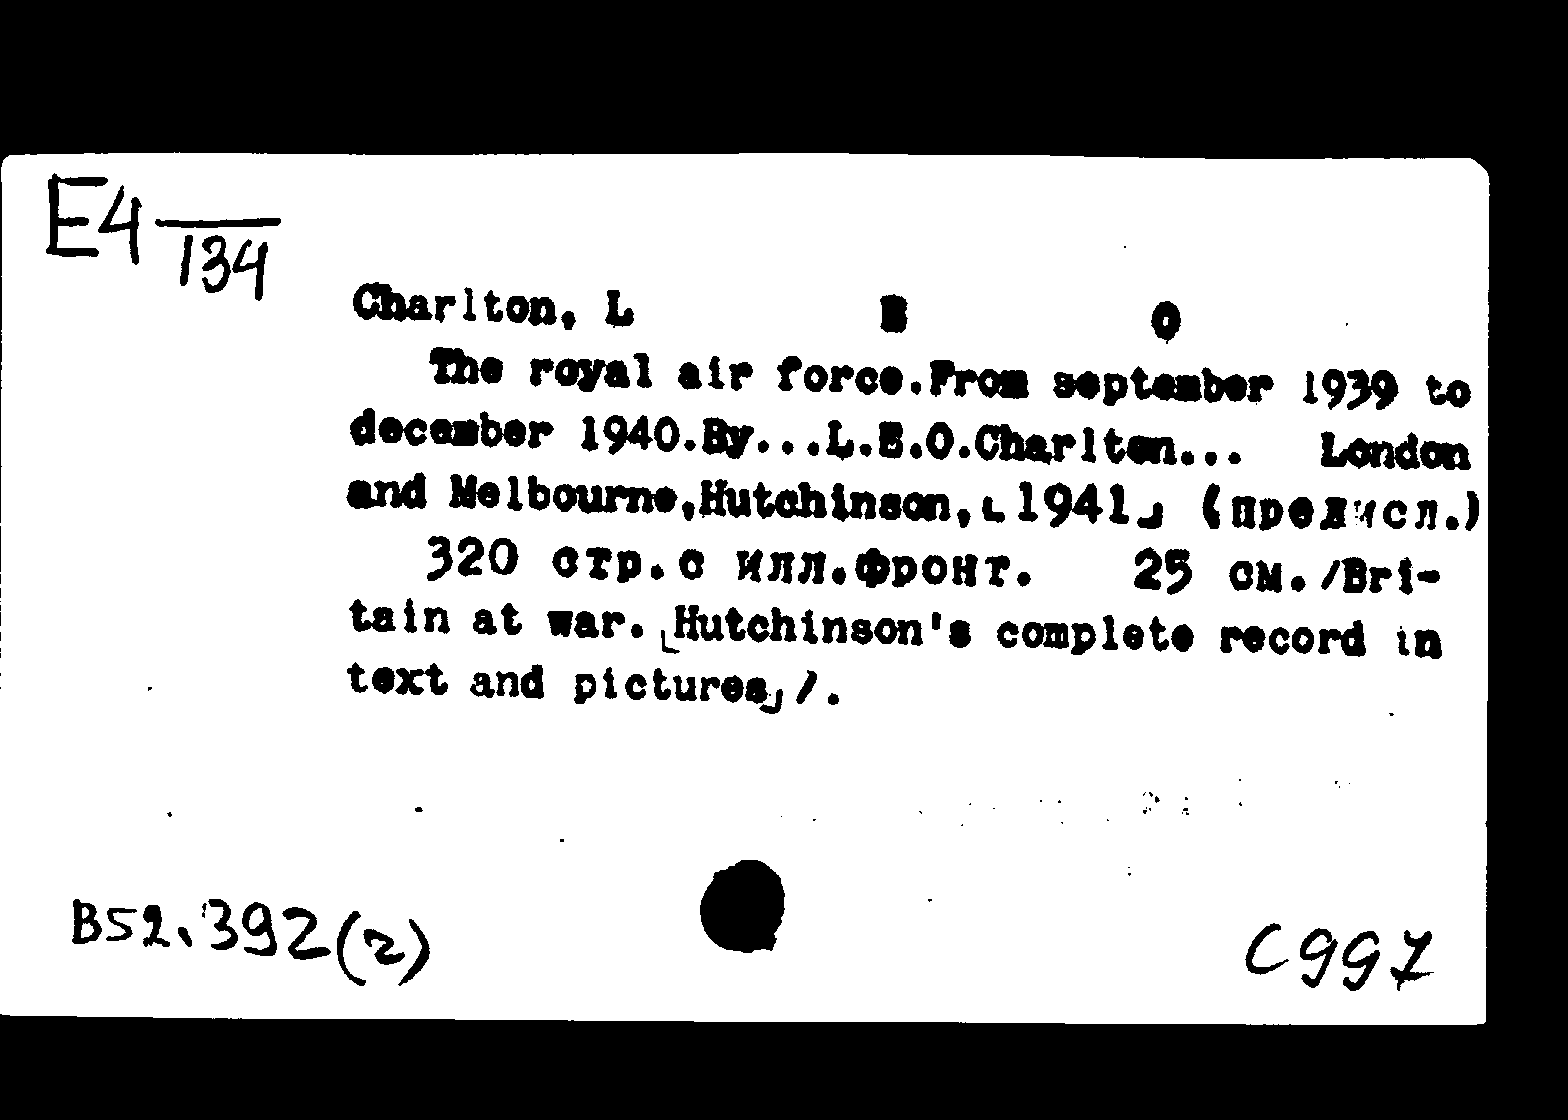 E4 134
Charlton, L E O
The royal air force.From september 1939 to
december 1940.By...L.E.O.Charlton... London
and Melbourne,Hutchinson,[1941] (предисл.)
320 стр.с илл.фронт. 25 см./Bri-
tain at war. [Hutchinson's complete record in
text and pictures]/.
B52.392(2)
C997